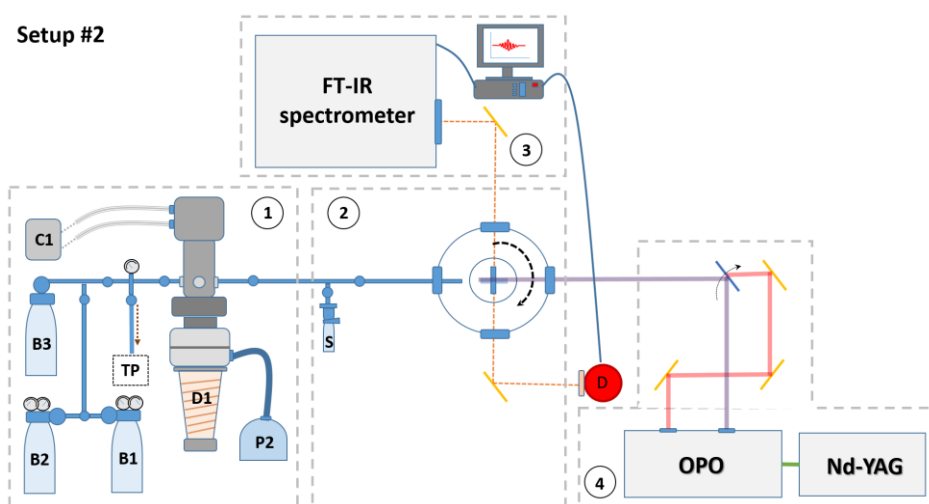 Setup #2
FT-IR
spectrometer
3
1
2
C1
B3
TP
S
D1
D
B2
B1
P2
4
OPO
Nd-YAG